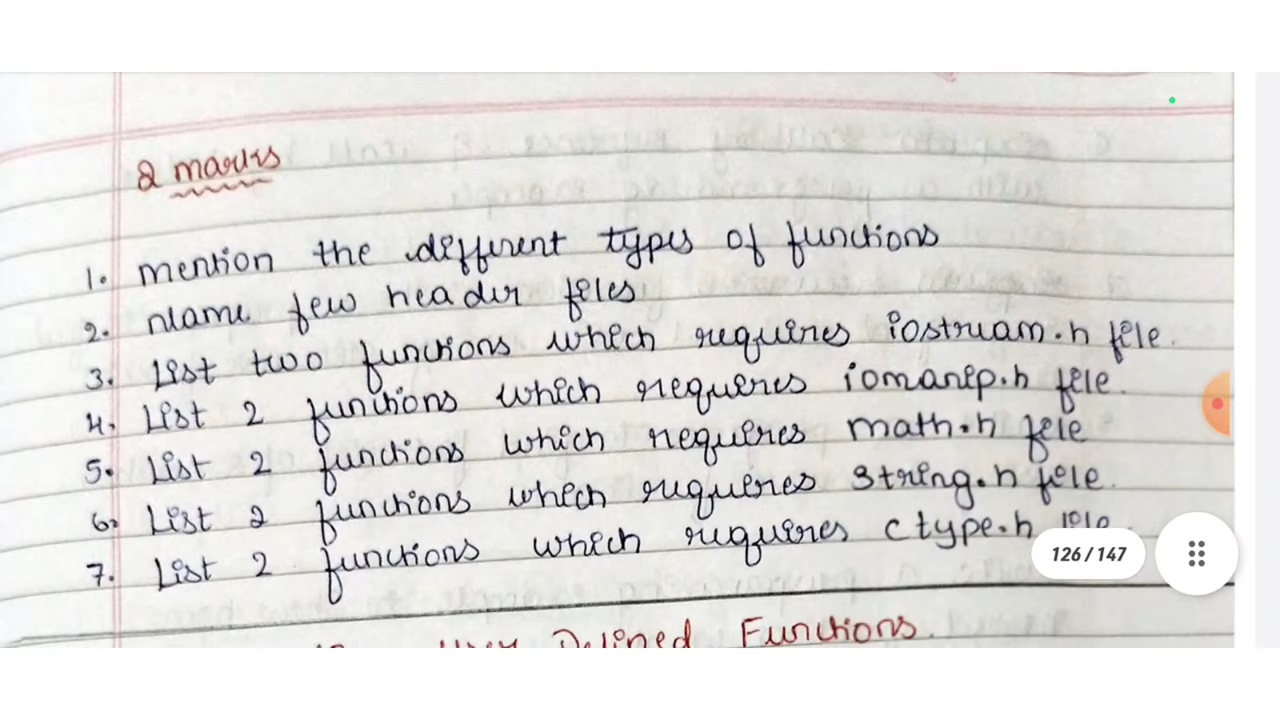 2 marks
1. mention the different types of functions
2. Name few header files
3. List two functions which requires iostream.h file.
4. List 2 functions which requires iomanip.h file.
5. List 2 functions which requires math.h file
6. List 2 functions which requires string.h file.
7. List 2 functions which requires ctype.h file.
126 / 147
User Defined Functions.